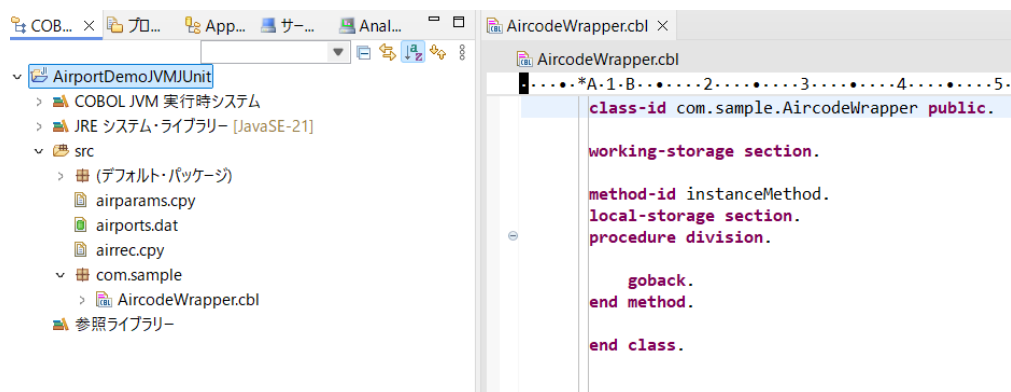 COB...
プロ...
App...
サー...
Anal...
AirportDemoJVMJUnit
COBOL JVM 実行時システム
JRE システム・ライブラリー [JavaSE-21]
src
(デフォルト・パッケージ)
airparams.cpy
airports.dat
airrec.cpy
com.sample
AircodeWrapper.cbl
参照ライブラリー
AircodeWrapper.cbl
AircodeWrapper.cbl
*A·1·B··•····2····•····3····•····4····•····5·
class-id com.sample.AircodeWrapper public.
working-storage section.
method-id instanceMethod.
local-storage section.
procedure division.
goback.
end method.
end class.